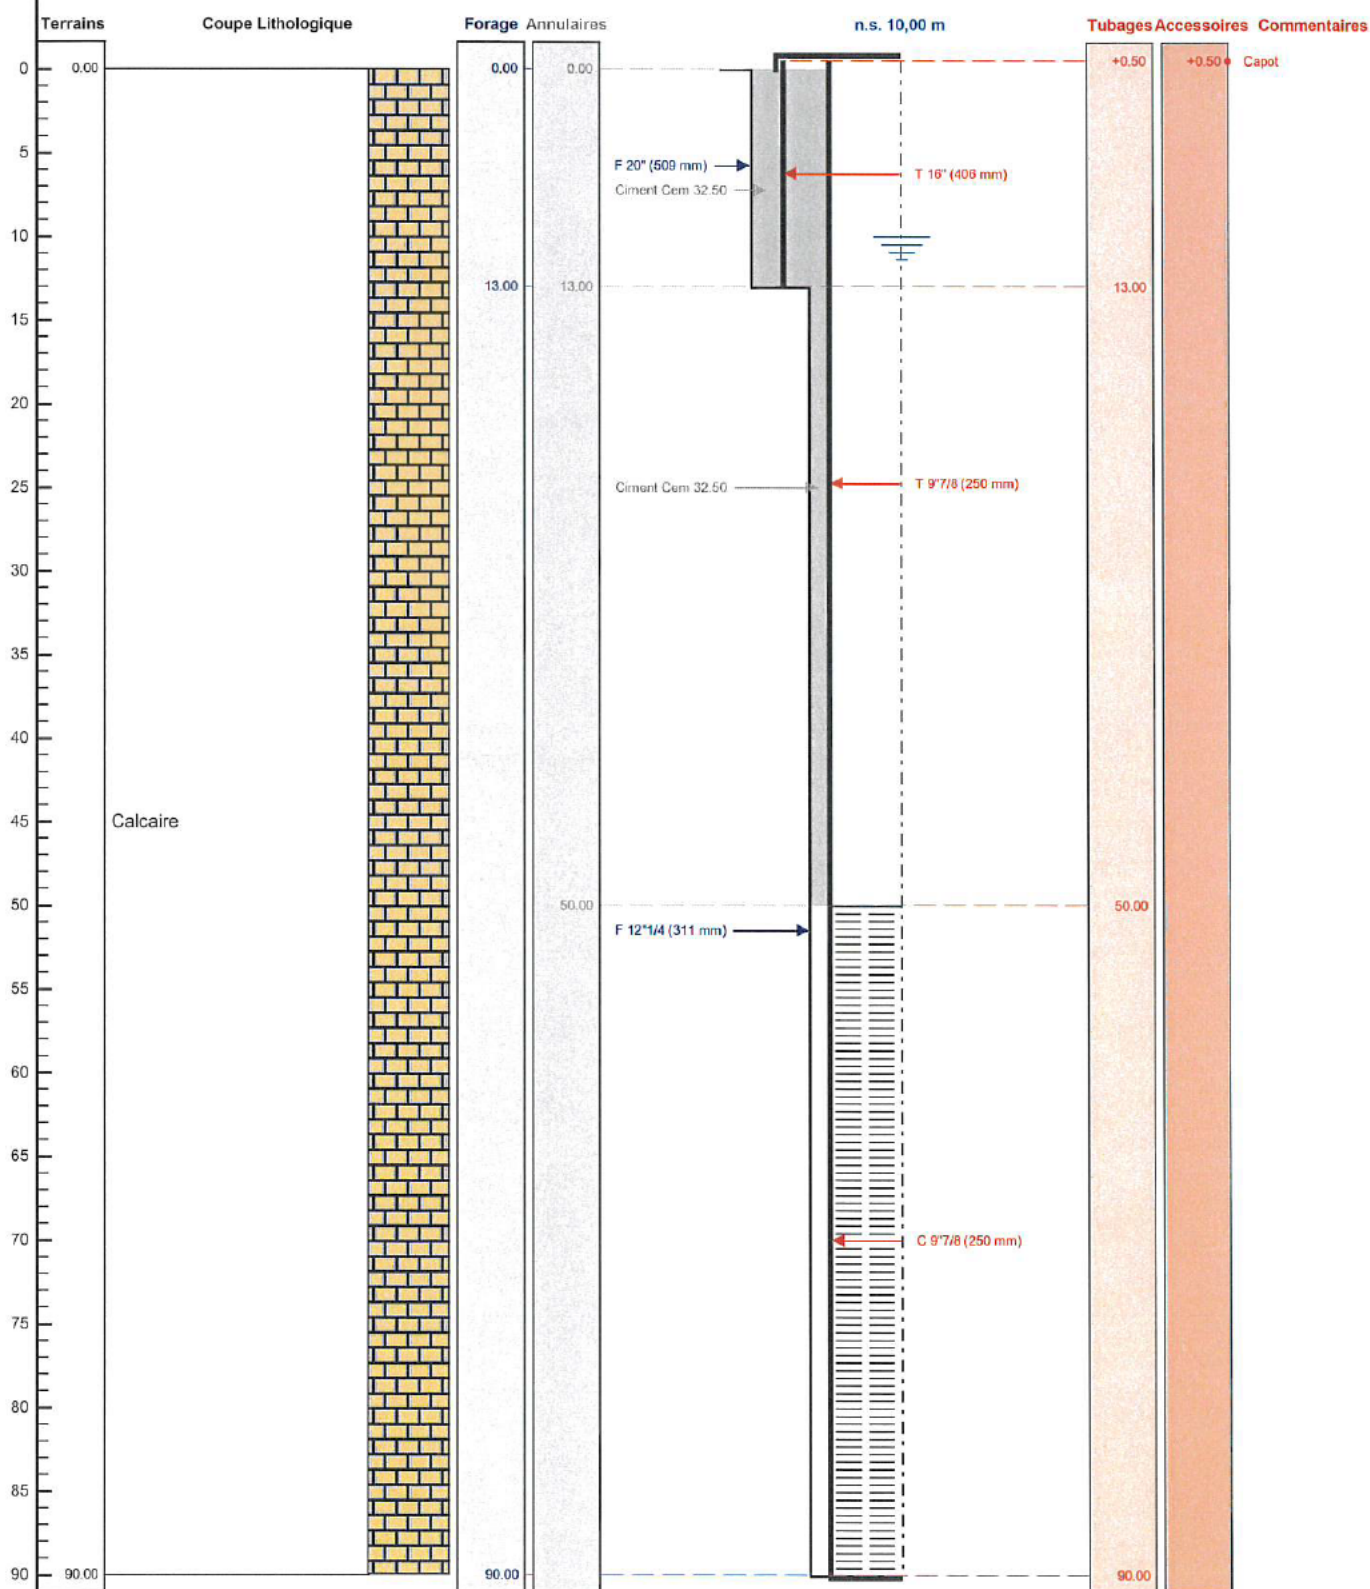 Terrains Coupe Lithologique Forage Annulaires n.s. 10,00 m Tubages Accessoires Commentaires
+0.50 +0.50 Capot
0 0.00 0.00 0.00
5
F 20" (509 mm)
T 16" (406 mm)
Ciment Cem 32.50
10
13.00 13.00 13.00
15
20
25 Ciment Cem 32.50 T 9"7/8 (250 mm)
30
35
40
45 Calcaire
50 50.00 50.00
F 12"1/4 (311 mm)
55
60
65
70 C 9"7/8 (250 mm)
75
80
85
90 90.00 90.00 90.00